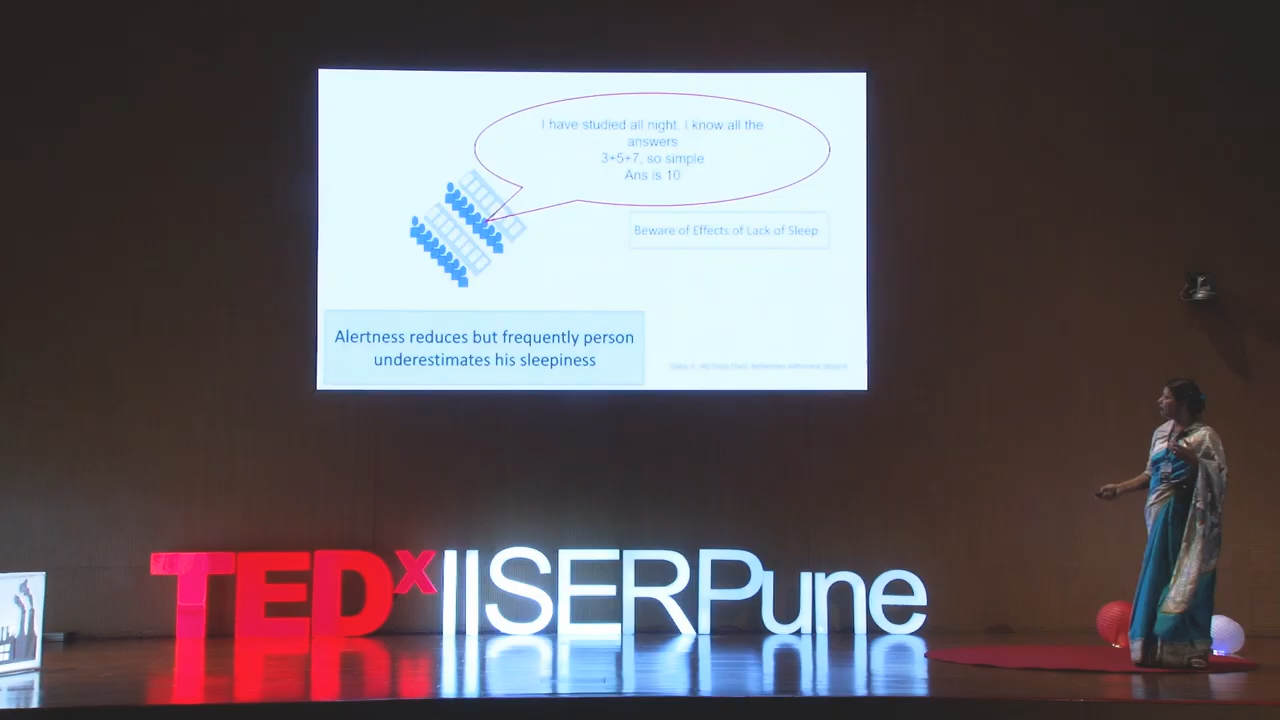 I have studied all night. I know all the
answers
3+5+7, so simple
Ans is 10
Beware of Effects of Lack of Sleep
Alertness reduces but frequently person
underestimates his sleepiness
TEDxIISERPune